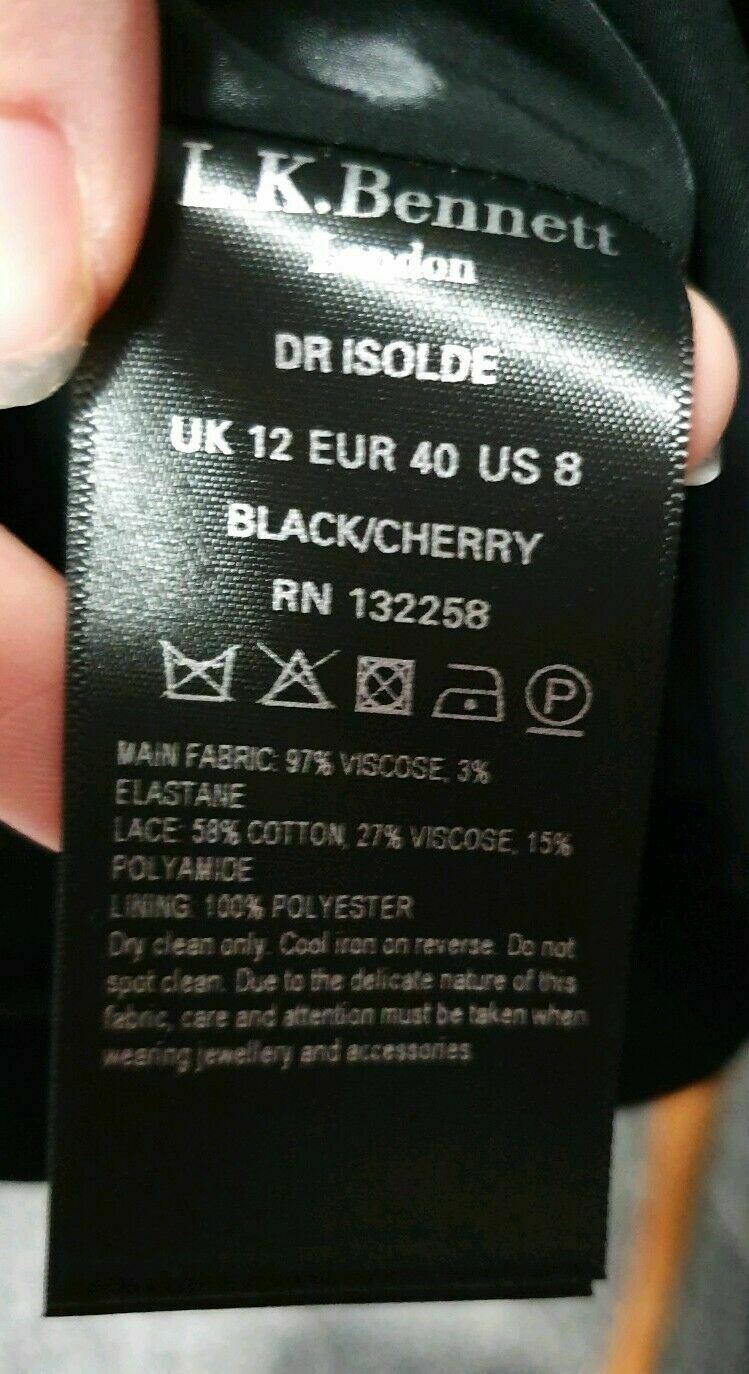 L.K.Bennett
London
DR ISOLDE
UK 12 EUR 40 US 8
BLACK/CHERRY
RN 132258
P
MAIN FABRIC: 97% VISCOSE, 3%
ELASTANE
LACE: 58% COTTON, 27% VISCOSE, 15%
POLYAMIDE
LINING: 100% POLYESTER
Dry clean only. Cool iron on reverse. Do not
spot clean. Due to the delicate nature of this
fabric, care and attention must be taken when
wearing jewellery and accessories